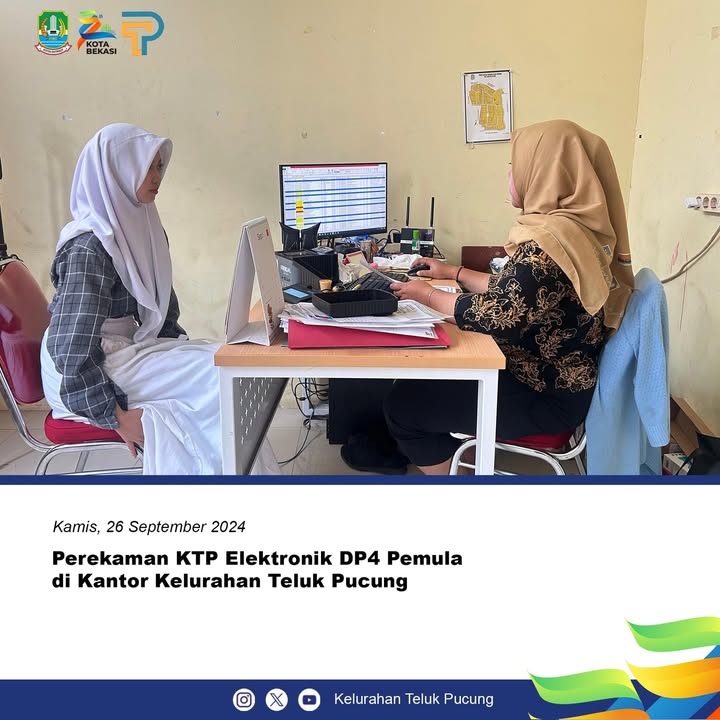 KOTA
BEKASI
TP
Kamis, 26 September 2024
Perekaman KTP Elektronik DP4 Pemula
di Kantor Kelurahan Teluk Pucung
Kelurahan Teluk Pucung